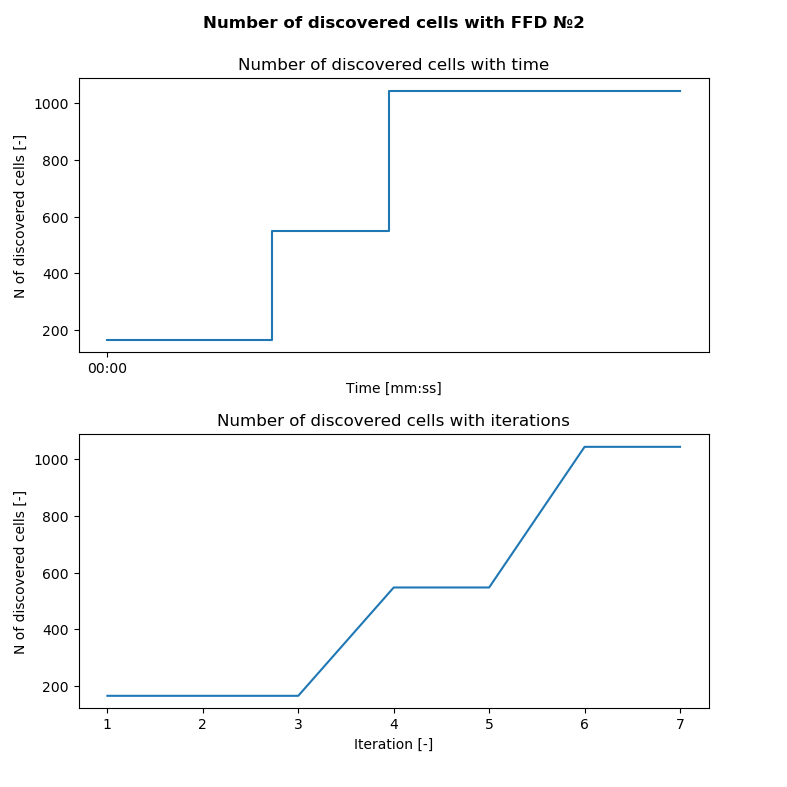 Number of discovered cells with FFD №2
Number of discovered cells with time
N of discovered cells [-]
1000
800
600
400
200
00:00
Time [mm:ss]
Number of discovered cells with iterations
N of discovered cells [-]
1000
800
600
400
200
1 2 3 4 5 6 7
Iteration [-]